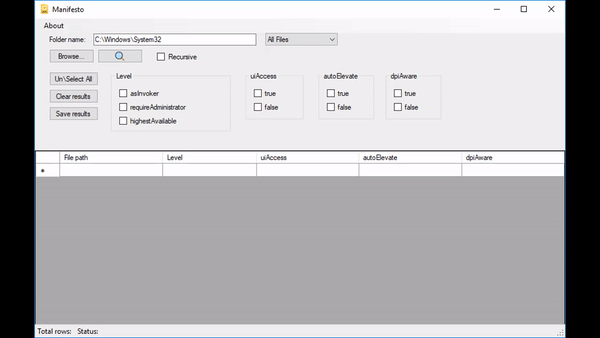 Manifesto
About
Folder name: C:\Windows\System32 All Files
Browse... Recursive
Un\Select All Level uiAccess autoElevate dpiAware
asInvoker true true true
Clear results requireAdministrator false false false
Save results highestAvailable
File path Level uiAccess autoElevate dpiAware
Total rows: Status: